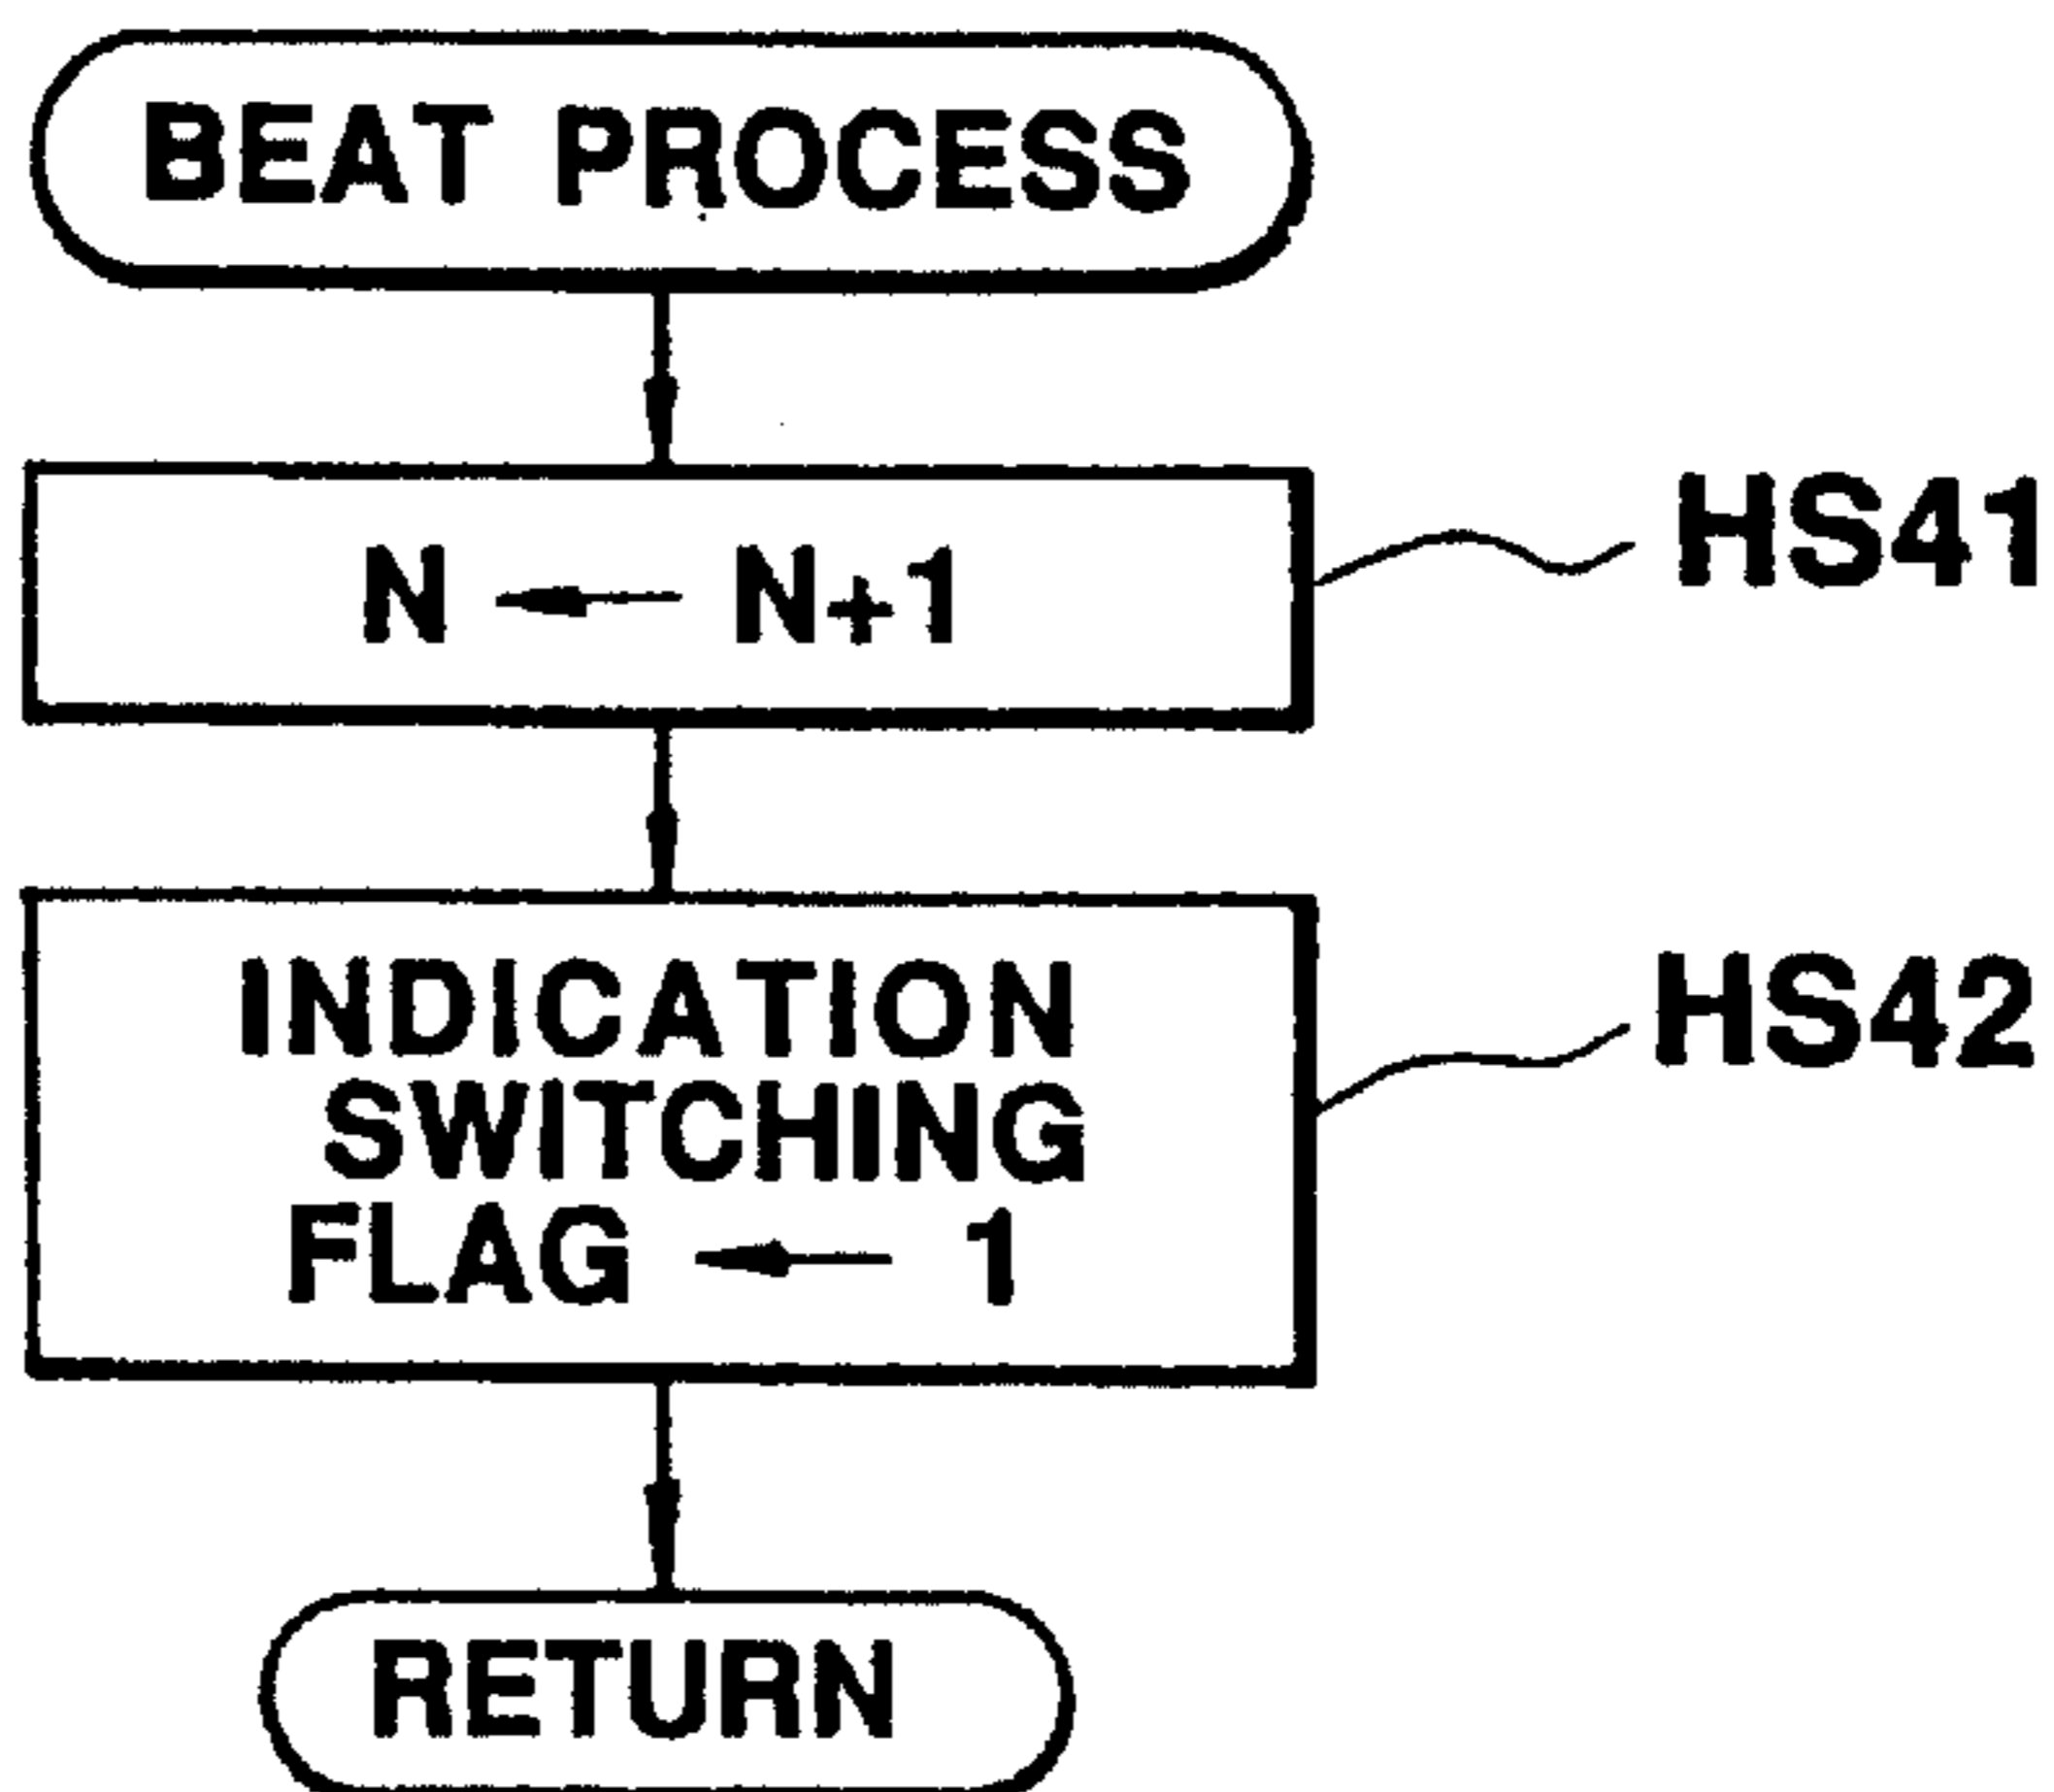 BEAT PROCESS
N ← N+1
HS41
INDICATION
SWITCHING
FLAG ← 1
HS42
RETURN